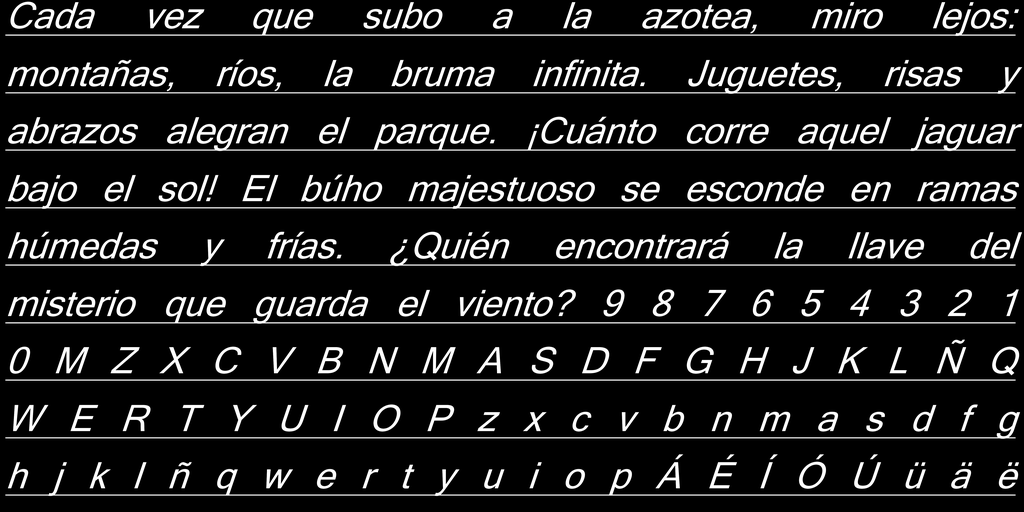 Cada vez que subo a la azotea, miro lejos:
montañas, ríos, la bruma infinita. Juguetes, risas y
abrazos alegran el parque. ¡Cuánto corre aquel jaguar
bajo el sol! El búho majestuoso se esconde en ramas
húmedas y frías. ¿Quién encontrará la llave del
misterio que guarda el viento? 9 8 7 6 5 4 3 2 1
0 M Z X C V B N M A S D F G H J K L Ñ Q
W E R T Y U I O P z x c v b n m a s d f g
h j k l ñ q w e r t y u i o p Á É Í Ó Ú ü ä ë